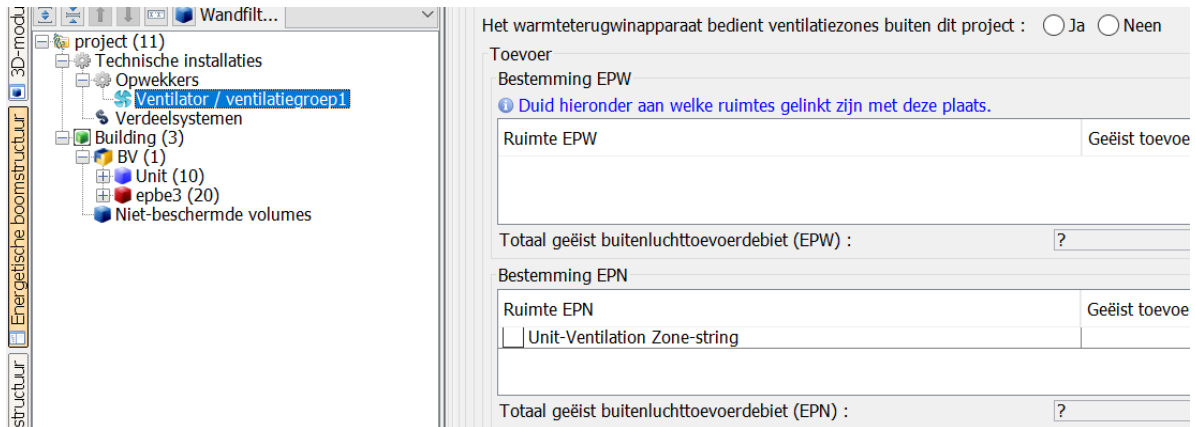 Wandfilt...
project (11)
Technische installaties
Opwekkers
Ventilator / ventilatiegroep1
Verdeelsystemen
Building (3)
BV (1)
Unit (10)
epbe3 (20)
Niet-beschermde volumes
3D-modu
Energetische boomstructuur
structuur
Het warmteterugwinapparaat bedient ventilatiezones buiten dit project : Ja Neen
Toevoer
Bestemming EPW
Duid hieronder aan welke ruimtes gelinkt zijn met deze plaats.
Ruimte EPW Geëist toevoe
Totaal geëist buitenluchttoevoerdebiet (EPW) : ?
Bestemming EPN
Ruimte EPN Geëist toevoe
Unit-Ventilation Zone-string
Totaal geëist buitenluchttoevoerdebiet (EPN) : ?